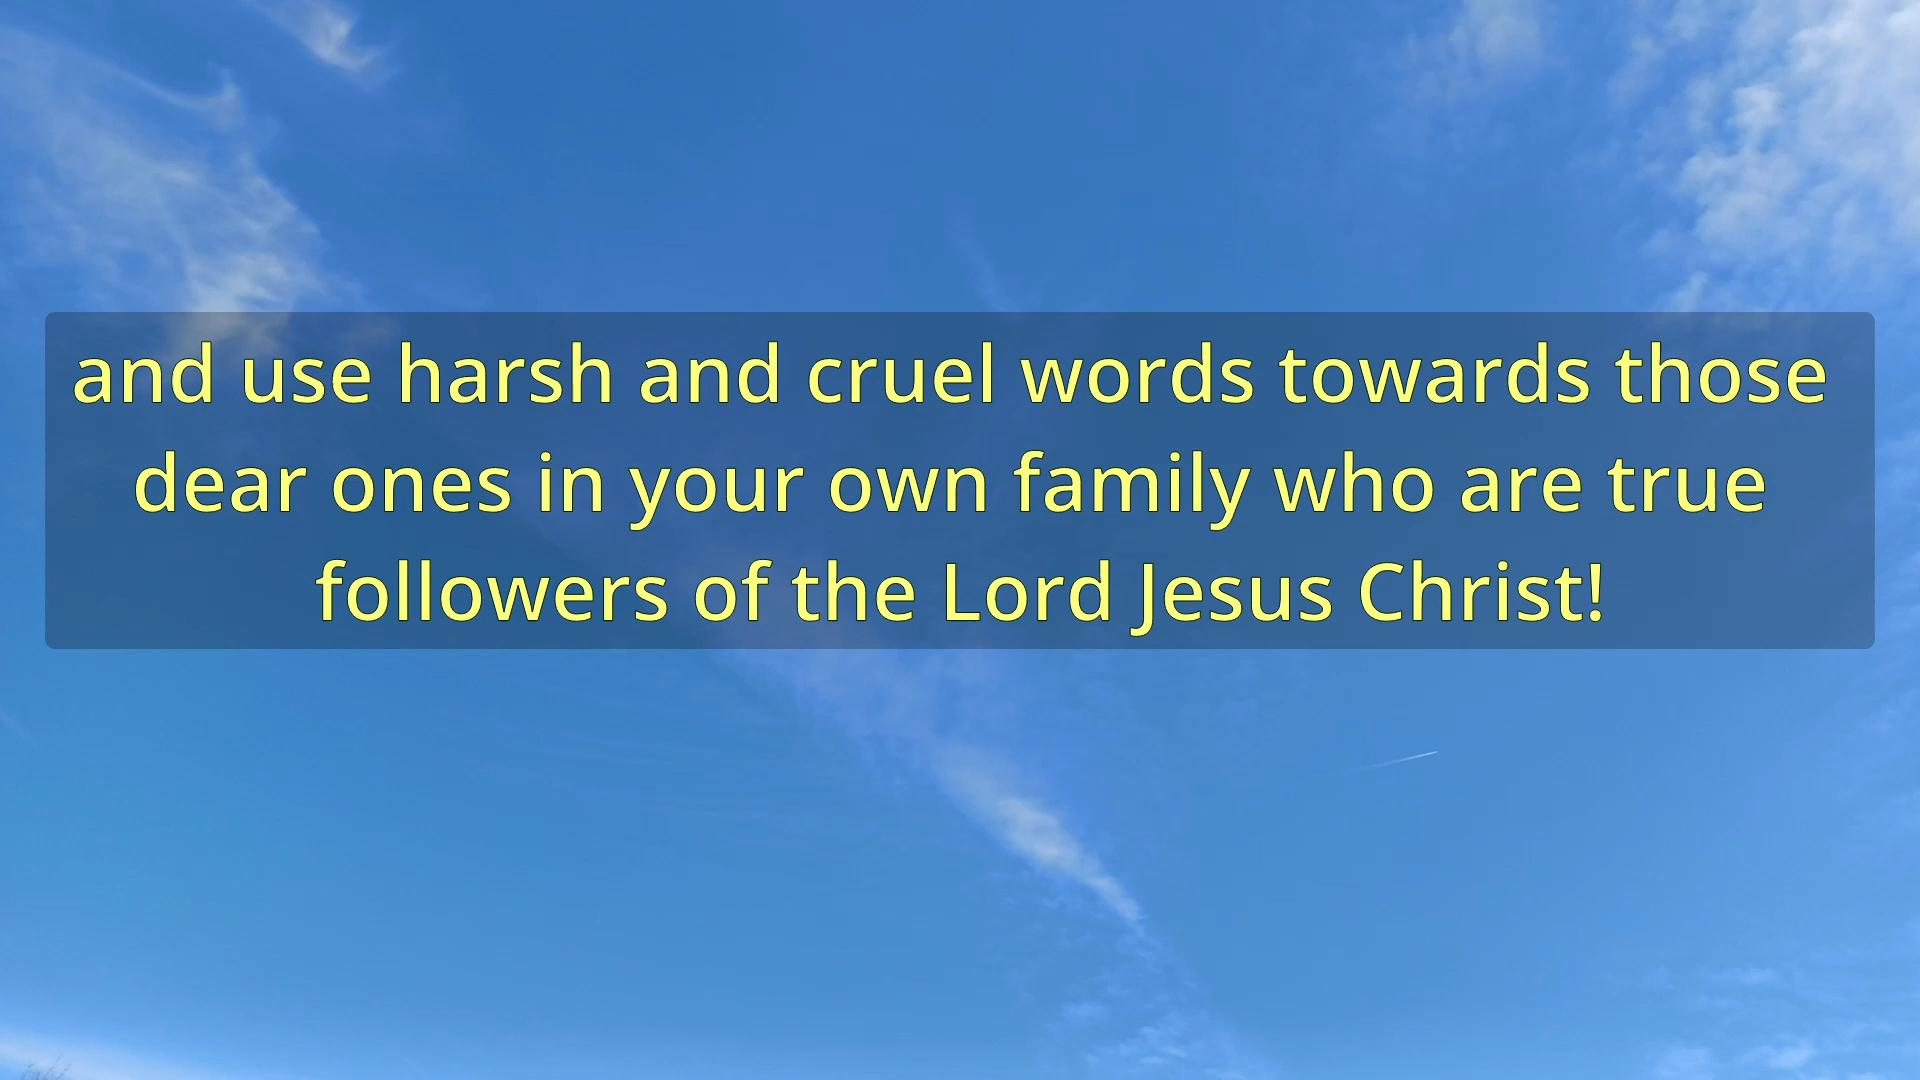 and use harsh and cruel words towards those
dear ones in your own family who are true
followers of the Lord Jesus Christ!